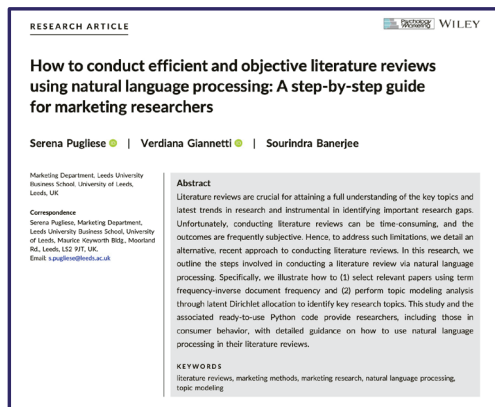 RESEARCH ARTICLE
Psychology & Marketing WILEY
How to conduct efficient and objective literature reviews
using natural language processing: A step-by-step guide
for marketing researchers
Serena Pugliese | Verdiana Giannetti | Sourindra Banerjee
Marketing Department, Leeds University
Business School, University of Leeds,
Leeds, UK
Correspondence
Serena Pugliese, Marketing Department,
Leeds University Business School, University
of Leeds, Maurice Keyworth Bldg., Moorland
Rd., Leeds, LS2 9JT, UK.
Email: s.pugliese@leeds.ac.uk
Abstract
Literature reviews are crucial for attaining a full understanding of the key topics and
latest trends in research and instrumental in identifying important research gaps.
Unfortunately, conducting literature reviews can be time-consuming, and the
outcomes are frequently subjective. Hence, to address such limitations, we detail an
alternative, recent approach to conducting literature reviews. In this research, we
outline the steps involved in conducting a literature review via natural language
processing. Specifically, we illustrate how to (1) select relevant papers using term
frequency-inverse document frequency and (2) perform topic modeling analysis
through latent Dirichlet allocation to identify key research topics. This study and the
associated ready-to-use Python code provide researchers, including those in
consumer behavior, with detailed guidance on how to use natural language
processing in their literature reviews.
KEYWORDS
literature reviews, marketing methods, marketing research, natural language processing,
topic modeling